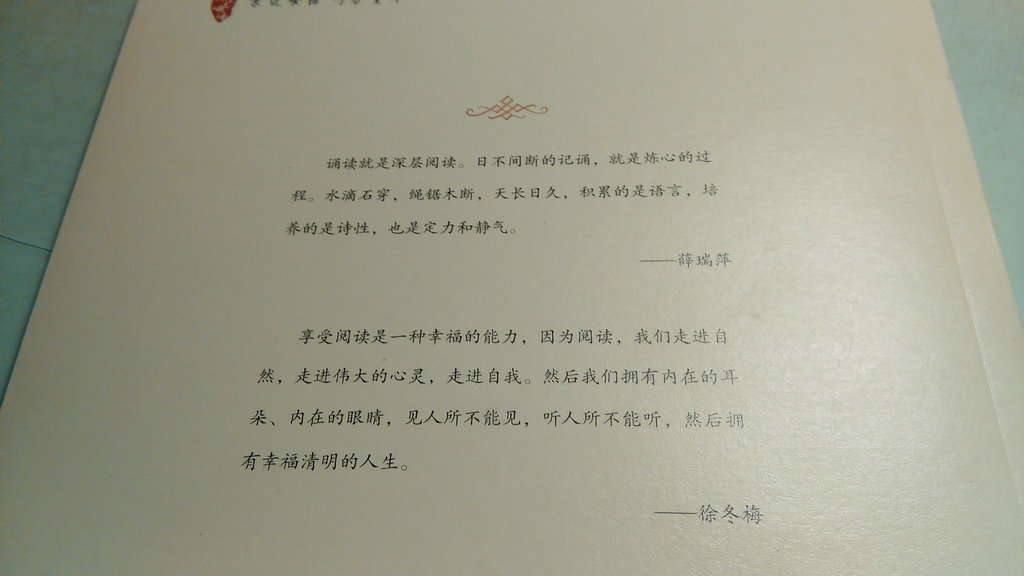 诵读就是深层阅读。日不间断的记诵，就是炼心的过
程。水滴石穿，绳锯木断，天长日久，积累的是语言，培
养的是诗性，也是定力和静气。
——薛瑞萍
享受阅读是一种幸福的能力，因为阅读，我们走进自
然，走进伟大的心灵，走进自我。然后我们拥有内在的耳
朵、内在的眼睛，见人所不能见，听人所不能听，然后拥
有幸福清明的人生。
——徐冬梅